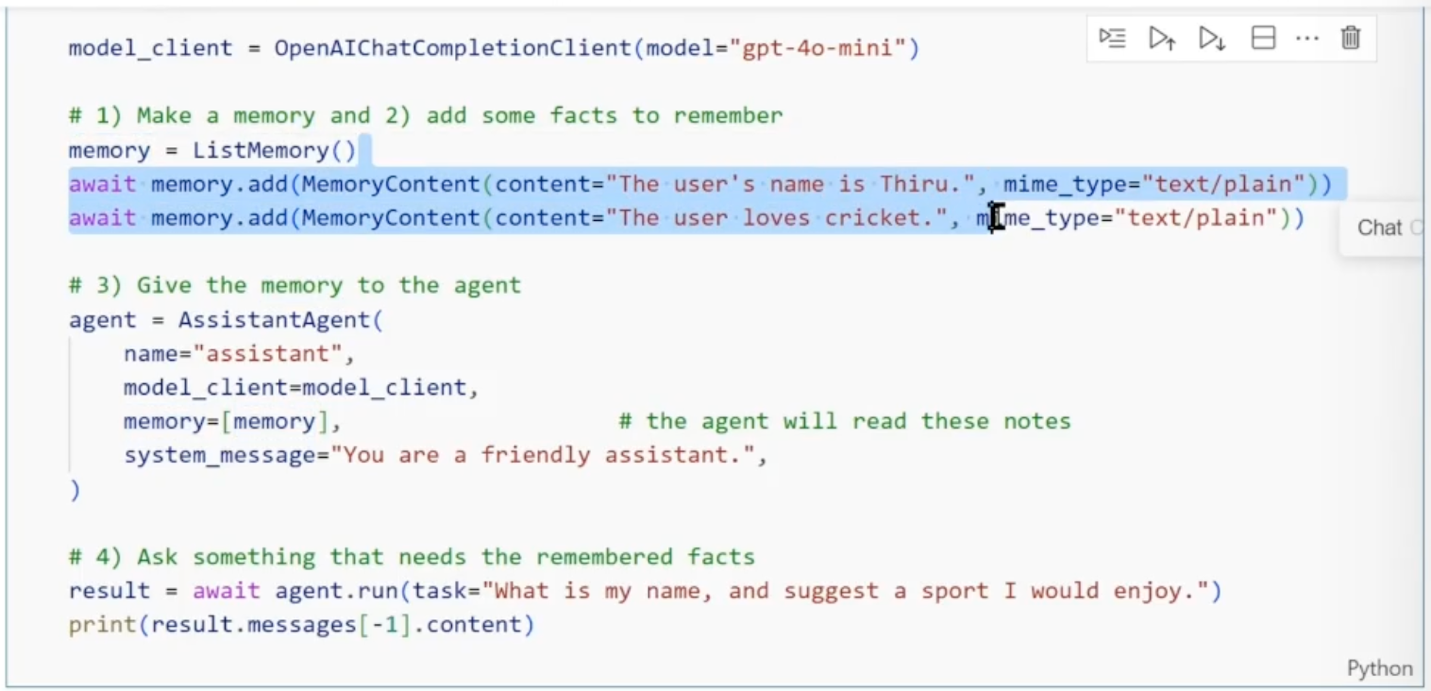 model_client = OpenAIChatCompletionClient(model="gpt-4o-mini")
# 1) Make a memory and 2) add some facts to remember
memory = ListMemory()
await memory.add(MemoryContent(content="The user's name is Thiru.", mime_type="text/plain"))
await memory.add(MemoryContent(content="The user loves cricket.", mime_type="text/plain"))
Chat
# 3) Give the memory to the agent
agent = AssistantAgent(
    name="assistant",
    model_client=model_client,
    memory=[memory],                    # the agent will read these notes
    system_message="You are a friendly assistant.",
)
# 4) Ask something that needs the remembered facts
result = await agent.run(task="What is my name, and suggest a sport I would enjoy.")
print(result.messages[-1].content)
Python